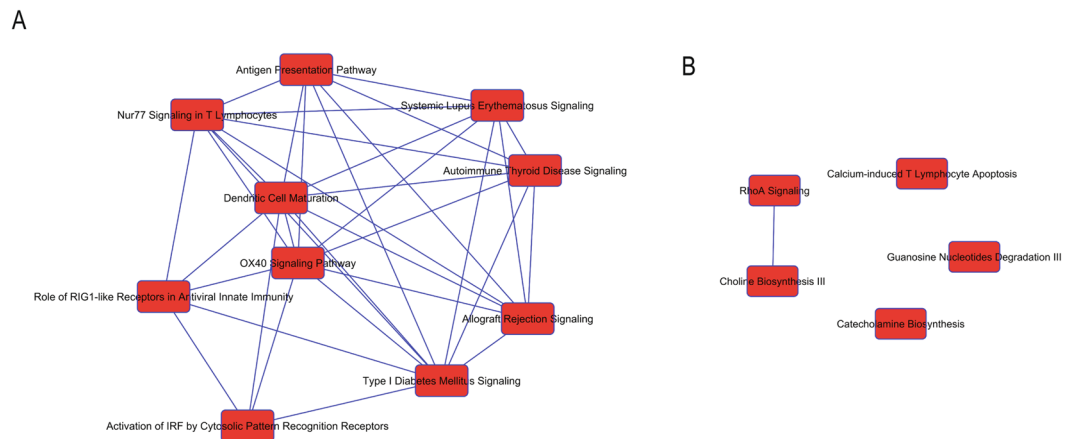 A
B
Antigen Presentation Pathway
Systemic Lupus Erythematosus Signaling
Nur77 Signaling in T Lymphocytes
Autoimmune Thyroid Disease Signaling
Calcium-induced T Lymphocyte Apoptosis
RhoA Signaling
Dendritic Cell Maturation
Guanosine Nucleotides Degradation III
OX40 Signaling Pathway
Choline Biosynthesis III
Role of RIG1-like Receptors in Antiviral Innate Immunity
Allograft Rejection Signaling
Catecholamine Biosynthesis
Type I Diabetes Mellitus Signaling
Activation of IRF by Cytosolic Pattern Recognition Receptors